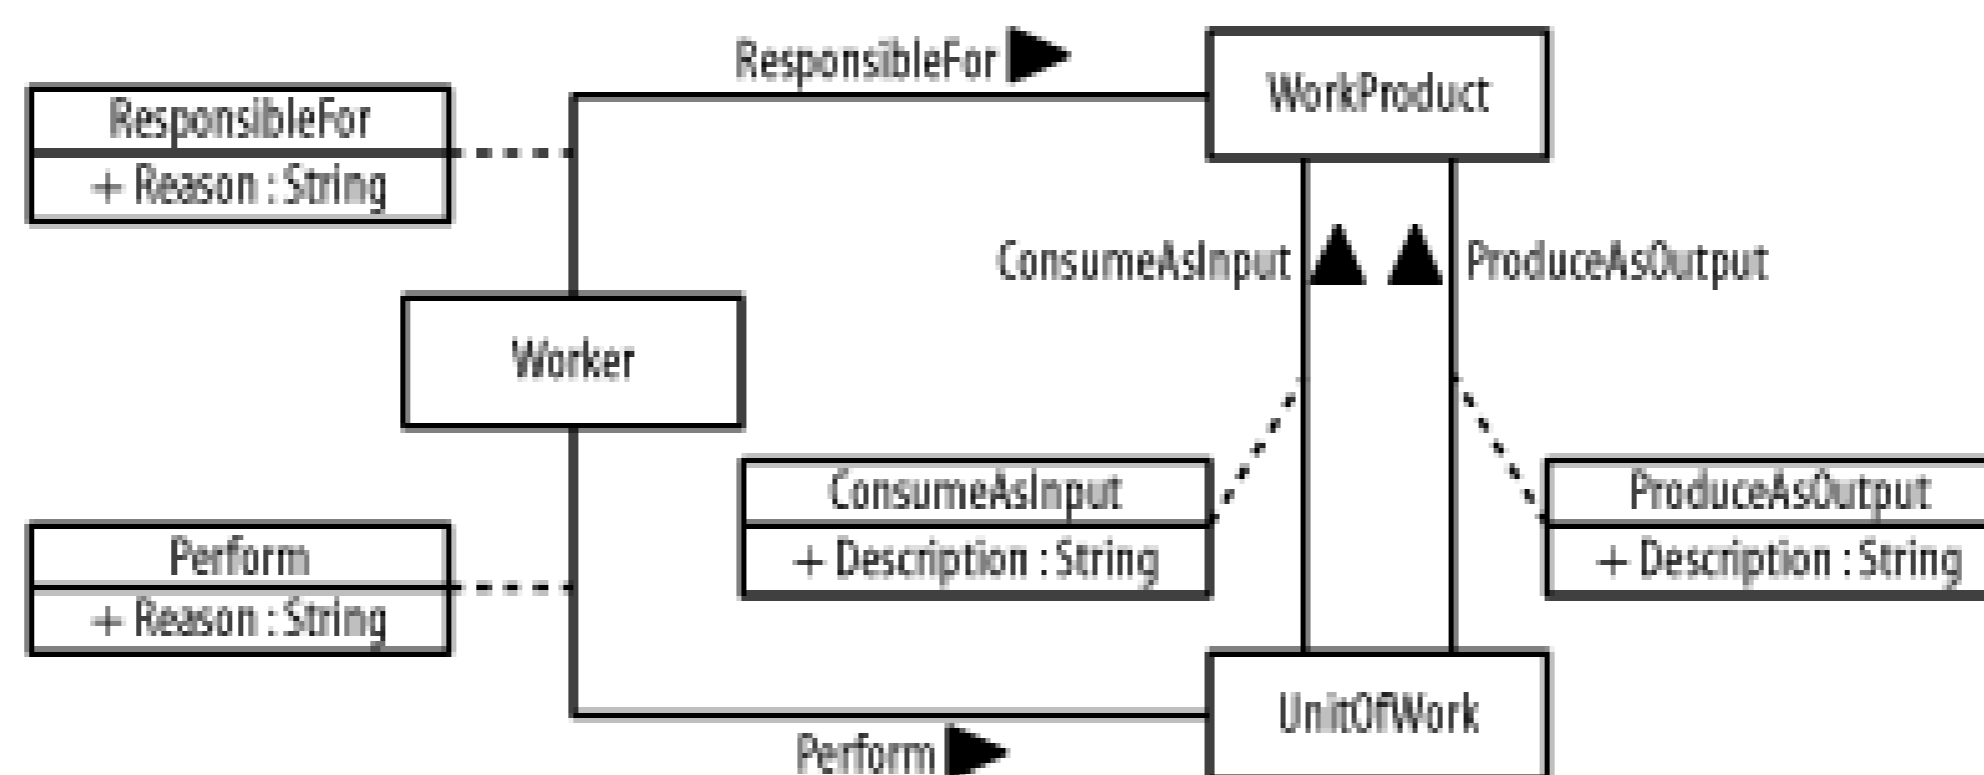 ResponsibleFor
WorkProduct
ResponsibleFor
+ Reason : String
ConsumeAsInput
ProduceAsOutput
Worker
ConsumeAsInput
+ Description : String
ProduceAsOutput
+ Description : String
Perform
+ Reason : String
UnitOfWork
Perform